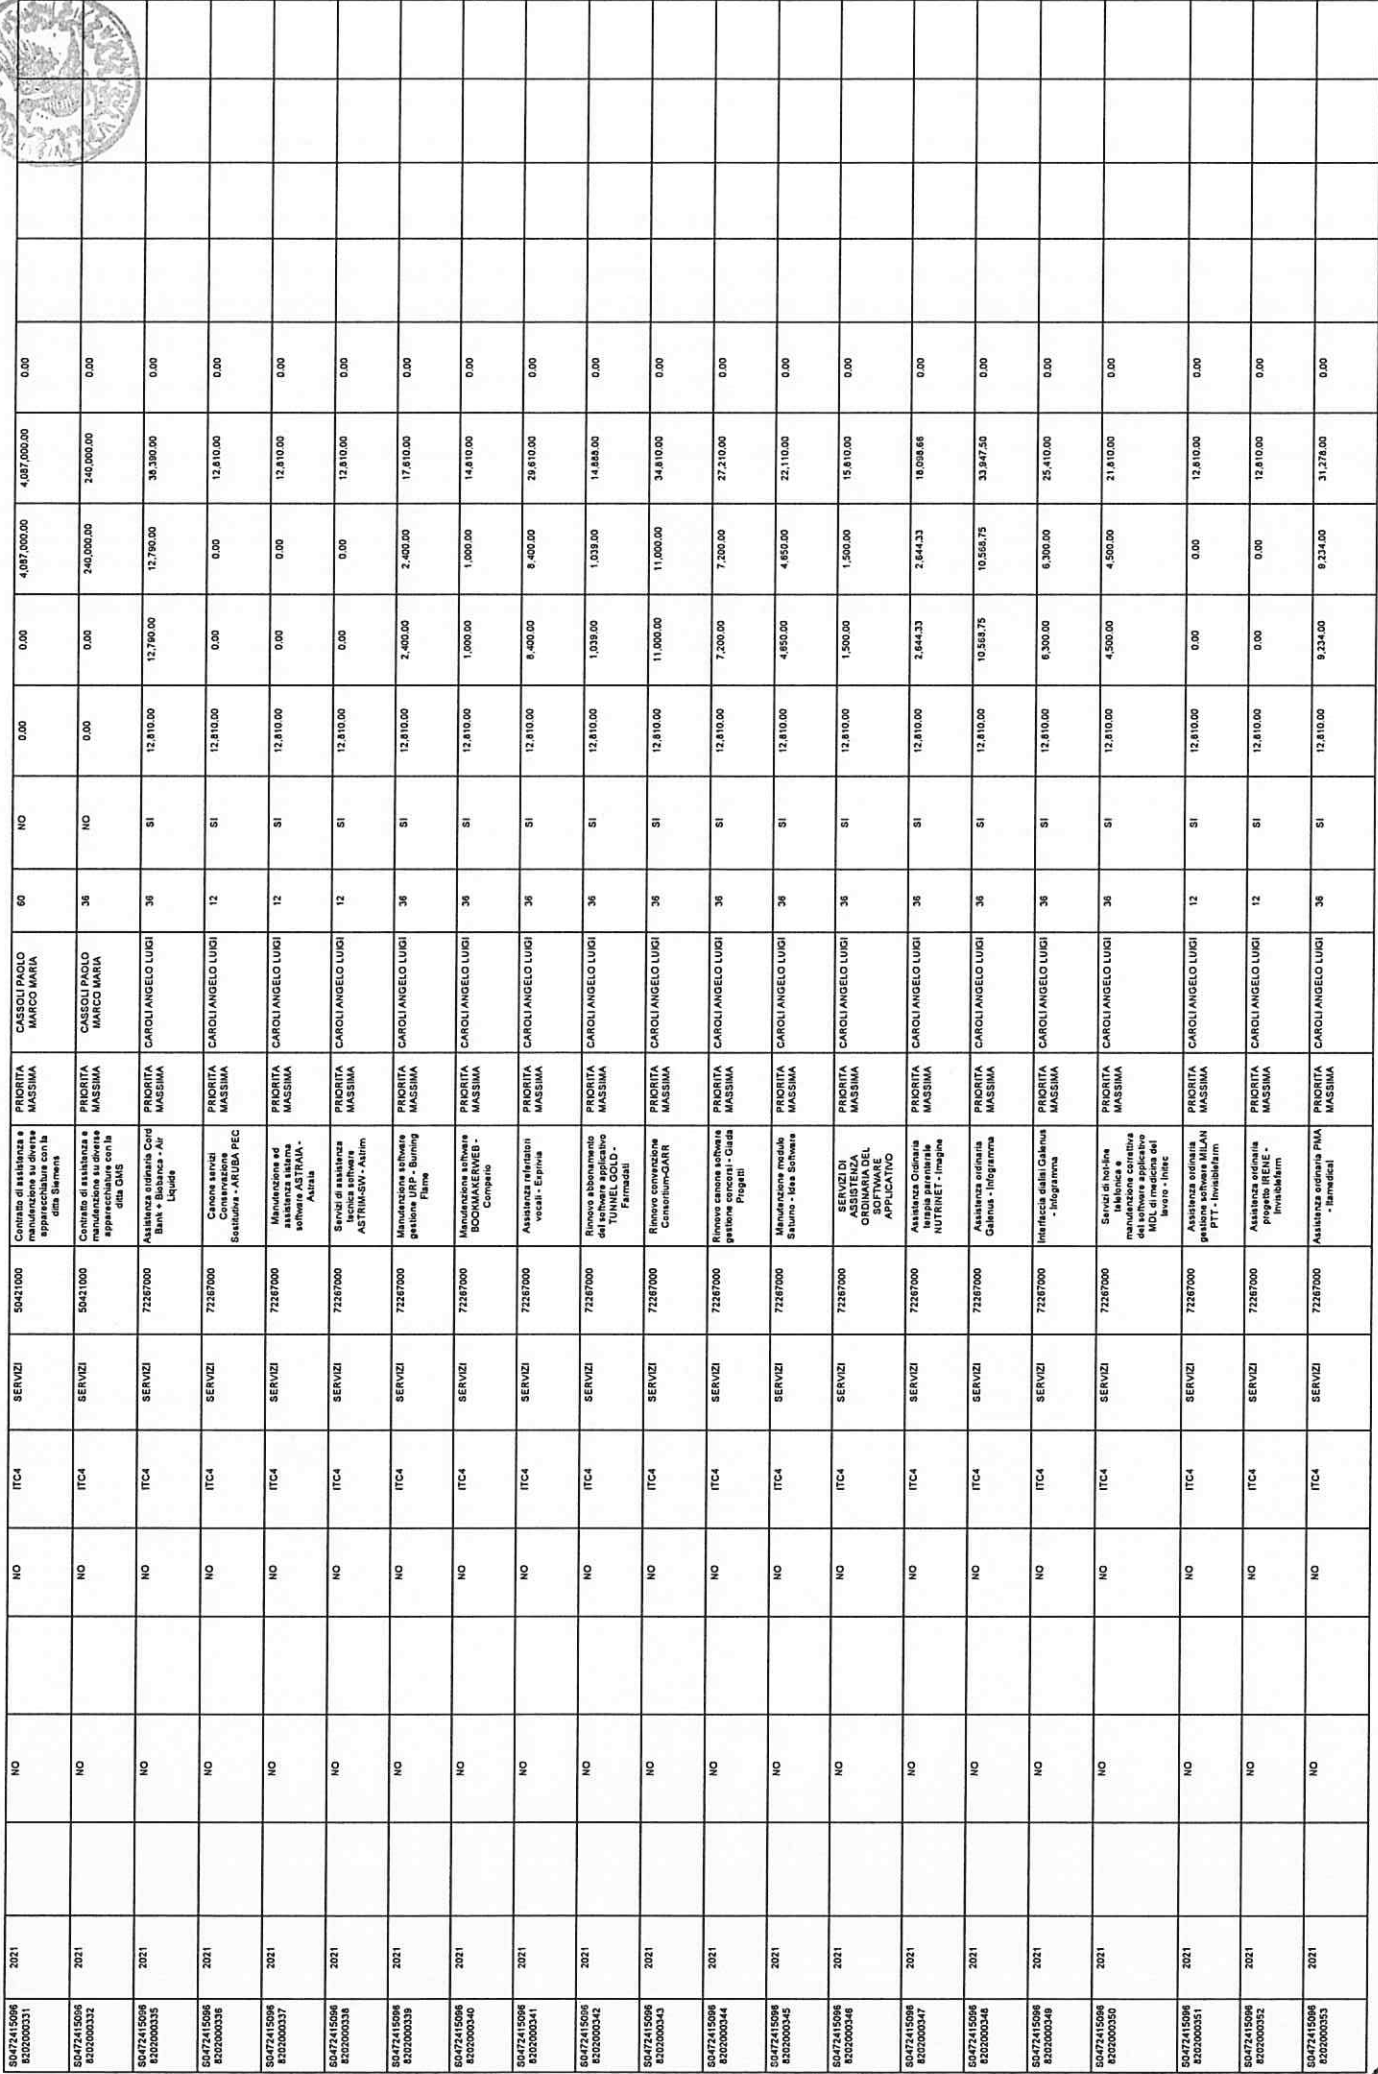 S0472415096 8202000331 2021 NO NO ITC4 SERVIZI 50421000 Contratto di assistenza e manutenzione su diverse apparecchiature con la ditta Siemens PRIORITA MASSIMA CASSOLI PAOLO MARCO MARIA 60 NO 0.00 0.00 4,087,000.00 4,087,000.00 0.00
S0472415096 8202000332 2021 NO NO ITC4 SERVIZI 50421000 Contratto di assistenza e manutenzione su diverse apparecchiature con la ditta GMS PRIORITA MASSIMA CASSOLI PAOLO MARCO MARIA 36 NO 0.00 0.00 240,000.00 240,000.00 0.00
S0472415096 8202000335 2021 NO NO ITC4 SERVIZI 72267000 Assistenza ordinaria Cord Bank + Biobanca - Air Liquide PRIORITA MASSIMA CAROLI ANGELO LUIGI 36 SI 12,810.00 12,790.00 12,790.00 38,390.00 0.00
S0472415096 8202000336 2021 NO NO ITC4 SERVIZI 72267000 Canone servizi Conservazione Sostitutiva - ARUBA PEC PRIORITA MASSIMA CAROLI ANGELO LUIGI 12 SI 12,810.00 0.00 0.00 12,810.00 0.00
S0472415096 8202000337 2021 NO NO ITC4 SERVIZI 72267000 Manutenzione ed assistenza sistema software ASTRAIA - Astraia PRIORITA MASSIMA CAROLI ANGELO LUIGI 12 SI 12,810.00 0.00 0.00 12,810.00 0.00
S0472415096 8202000338 2021 NO NO ITC4 SERVIZI 72267000 Servizi di assistenza tecnica software ASTRIM-SW - Astrim PRIORITA MASSIMA CAROLI ANGELO LUIGI 12 SI 12,810.00 0.00 0.00 12,810.00 0.00
S0472415096 8202000339 2021 NO NO ITC4 SERVIZI 72267000 Manutenzione software gestione URP - Burning Flame PRIORITA MASSIMA CAROLI ANGELO LUIGI 36 SI 12,810.00 2,400.00 2,400.00 17,610.00 0.00
S0472415096 8202000340 2021 NO NO ITC4 SERVIZI 72267000 Manutenzione software BOOKMAKERWEB - Comperio PRIORITA MASSIMA CAROLI ANGELO LUIGI 36 SI 12,810.00 1,000.00 1,000.00 14,810.00 0.00
S0472415096 8202000341 2021 NO NO ITC4 SERVIZI 72267000 Assistenza refertatori vocali - Exprivia PRIORITA MASSIMA CAROLI ANGELO LUIGI 36 SI 12,810.00 8,400.00 8,400.00 29,610.00 0.00
S0472415096 8202000342 2021 NO NO ITC4 SERVIZI 72267000 Rinnovo abbonamento del software applicativo TUNNEL GOLD - Farmadati PRIORITA MASSIMA CAROLI ANGELO LUIGI 36 SI 12,810.00 1,039.00 1,039.00 14,888.00 0.00
S0472415096 8202000343 2021 NO NO ITC4 SERVIZI 72267000 Rinnovo convenzione Consortium-GARR PRIORITA MASSIMA CAROLI ANGELO LUIGI 36 SI 12,810.00 11,000.00 11,000.00 34,810.00 0.00
S0472415096 8202000344 2021 NO NO ITC4 SERVIZI 72267000 Rinnovo canone software gestione concorsi - Giada Progetti PRIORITA MASSIMA CAROLI ANGELO LUIGI 36 SI 12,810.00 7,200.00 7,200.00 27,210.00 0.00
S0472415096 8202000345 2021 NO NO ITC4 SERVIZI 72267000 Manutenzione modulo Saturno - Idea Software PRIORITA MASSIMA CAROLI ANGELO LUIGI 36 SI 12,810.00 4,650.00 4,650.00 22,110.00 0.00
S0472415096 8202000346 2021 NO NO ITC4 SERVIZI 72267000 SERVIZI DI ASSISTENZA ORDINARIA DEL SOFTWARE APPLICATIVO PRIORITA MASSIMA CAROLI ANGELO LUIGI 36 SI 12,810.00 1,500.00 1,500.00 15,810.00 0.00
S0472415096 8202000347 2021 NO NO ITC4 SERVIZI 72267000 Assistenza Ordinaria terapia parenterale NUTRINET - Imagine PRIORITA MASSIMA CAROLI ANGELO LUIGI 36 SI 12,810.00 2,644.33 2,644.33 18,098.66 0.00
S0472415096 8202000348 2021 NO NO ITC4 SERVIZI 72267000 Assistenza ordinaria Galenus - Infogramma PRIORITA MASSIMA CAROLI ANGELO LUIGI 36 SI 12,810.00 10,568.75 10,568.75 33,947.50 0.00
S0472415096 8202000349 2021 NO NO ITC4 SERVIZI 72267000 Interfaccia dialisi Galenus - Infogramma PRIORITA MASSIMA CAROLI ANGELO LUIGI 36 SI 12,810.00 6,300.00 6,300.00 25,410.00 0.00
S0472415096 8202000350 2021 NO NO ITC4 SERVIZI 72267000 Servizi di hot-line telefonica e manutenzione correttiva del software applicativo MDL di medicina del lavoro - Initec PRIORITA MASSIMA CAROLI ANGELO LUIGI 36 SI 12,810.00 4,500.00 4,500.00 21,810.00 0.00
S0472415096 8202000351 2021 NO NO ITC4 SERVIZI 72267000 Assistenza ordinaria gestione software MILAN PTT - Invisiblefarm PRIORITA MASSIMA CAROLI ANGELO LUIGI 12 SI 12,810.00 0.00 0.00 12,810.00 0.00
S0472415096 8202000352 2021 NO NO ITC4 SERVIZI 72267000 Assistenza ordinaria progetto IRENE - Invisiblefarm PRIORITA MASSIMA CAROLI ANGELO LUIGI 12 SI 12,810.00 0.00 0.00 12,810.00 0.00
S0472415096 8202000353 2021 NO NO ITC4 SERVIZI 72267000 Assistenza ordinaria PMA - Itamedical PRIORITA MASSIMA CAROLI ANGELO LUIGI 36 SI 12,810.00 9,234.00 9,234.00 31,278.00 0.00